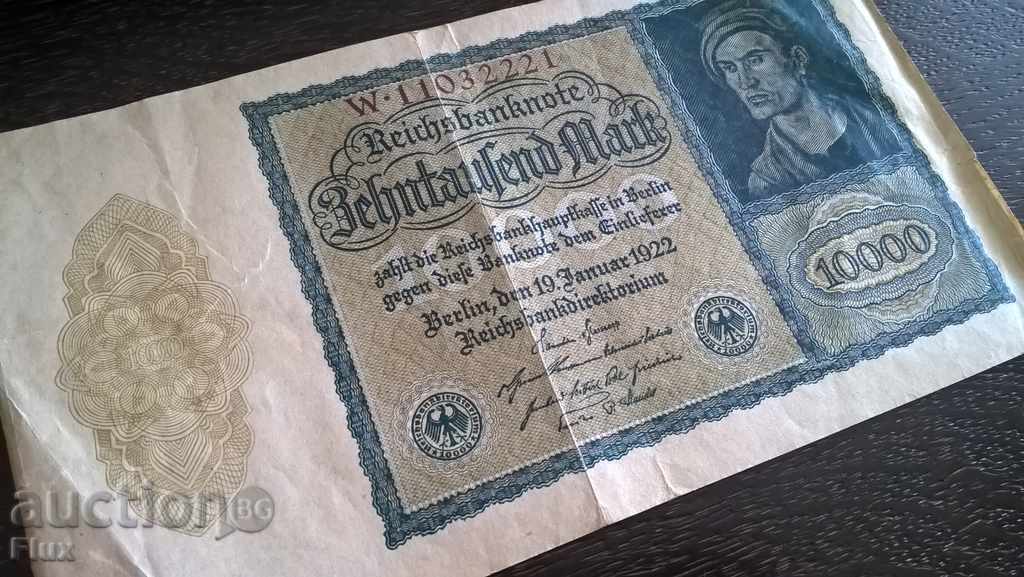 W·11032221
Reichsbanknote
Zehntausend Mark
10000
zahlt die Reichsbankhauptkasse in Berlin
gegen diese Banknote dem Einlieferer
Berlin, den 19. Januar 1922
Reichsbankdirektorium
10000
auction BG
Flux